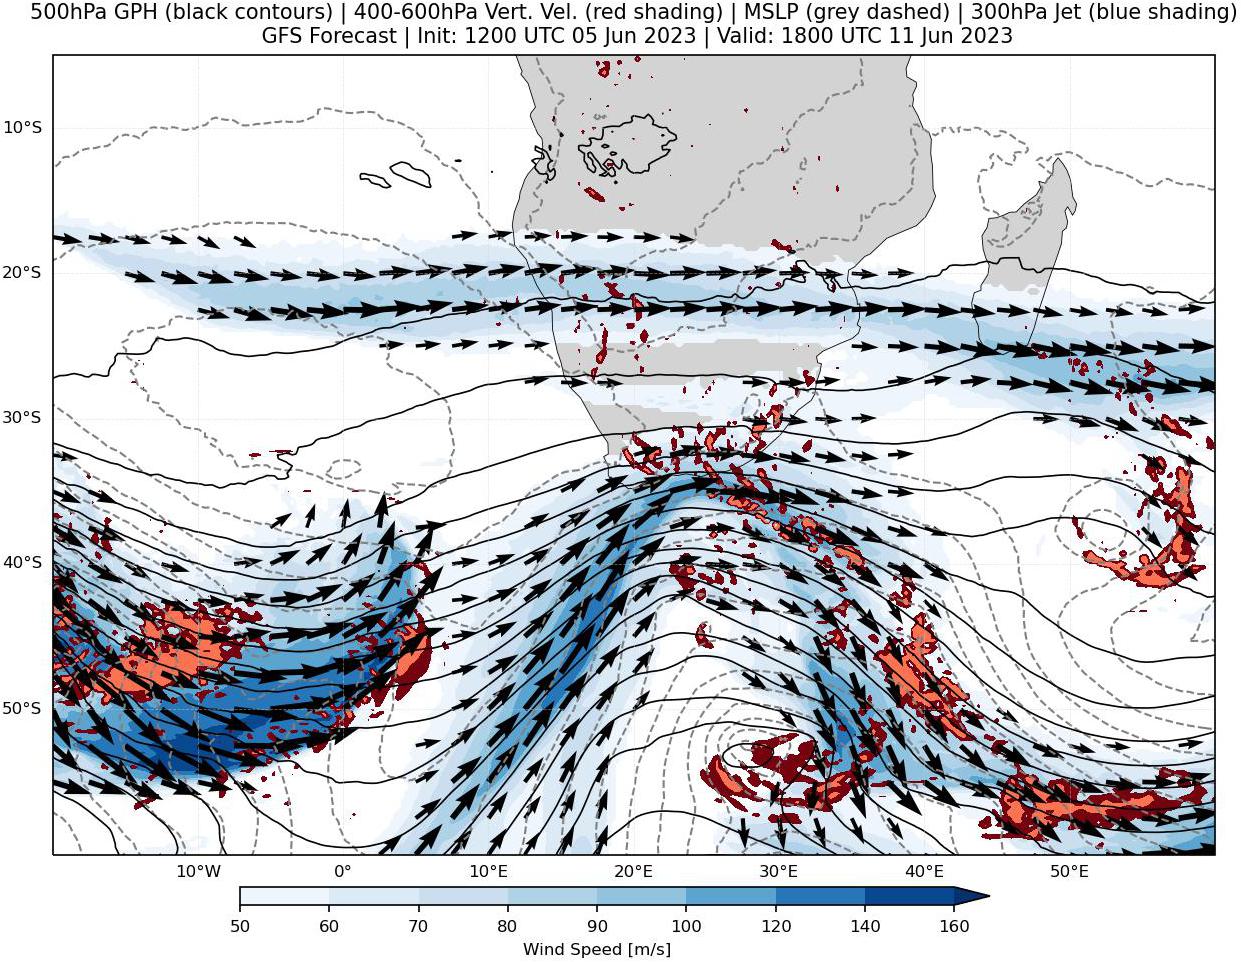 500hPa GPH (black contours) | 400-600hPa Vert. Vel. (red shading) | MSLP (grey dashed) | 300hPa Jet (blue shading)
GFS Forecast | Init: 1200 UTC 05 Jun 2023 | Valid: 1800 UTC 11 Jun 2023
10°S
20°S
30°S
40°S
50°S
10°W 0° 10°E 20°E 30°E 40°E 50°E
50 60 70 80 90 100 120 140 160
Wind Speed [m/s]